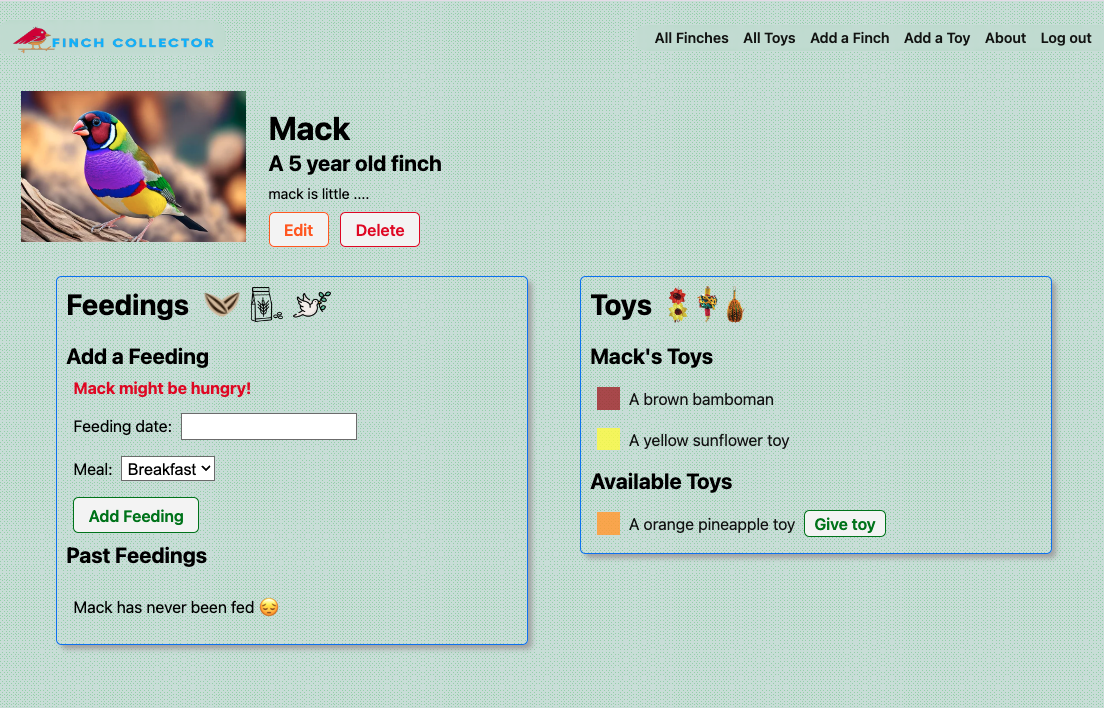 FINCH COLLECTOR
All Finches All Toys Add a Finch Add a Toy About Log out
Mack
A 5 year old finch
mack is little ....
Edit Delete
Feedings
Add a Feeding
Mack might be hungry!
Feeding date:
Meal: Breakfast
Add Feeding
Past Feedings
Mack has never been fed 😔
Toys
Mack's Toys
A brown bamboman
A yellow sunflower toy
Available Toys
A orange pineapple toy Give toy